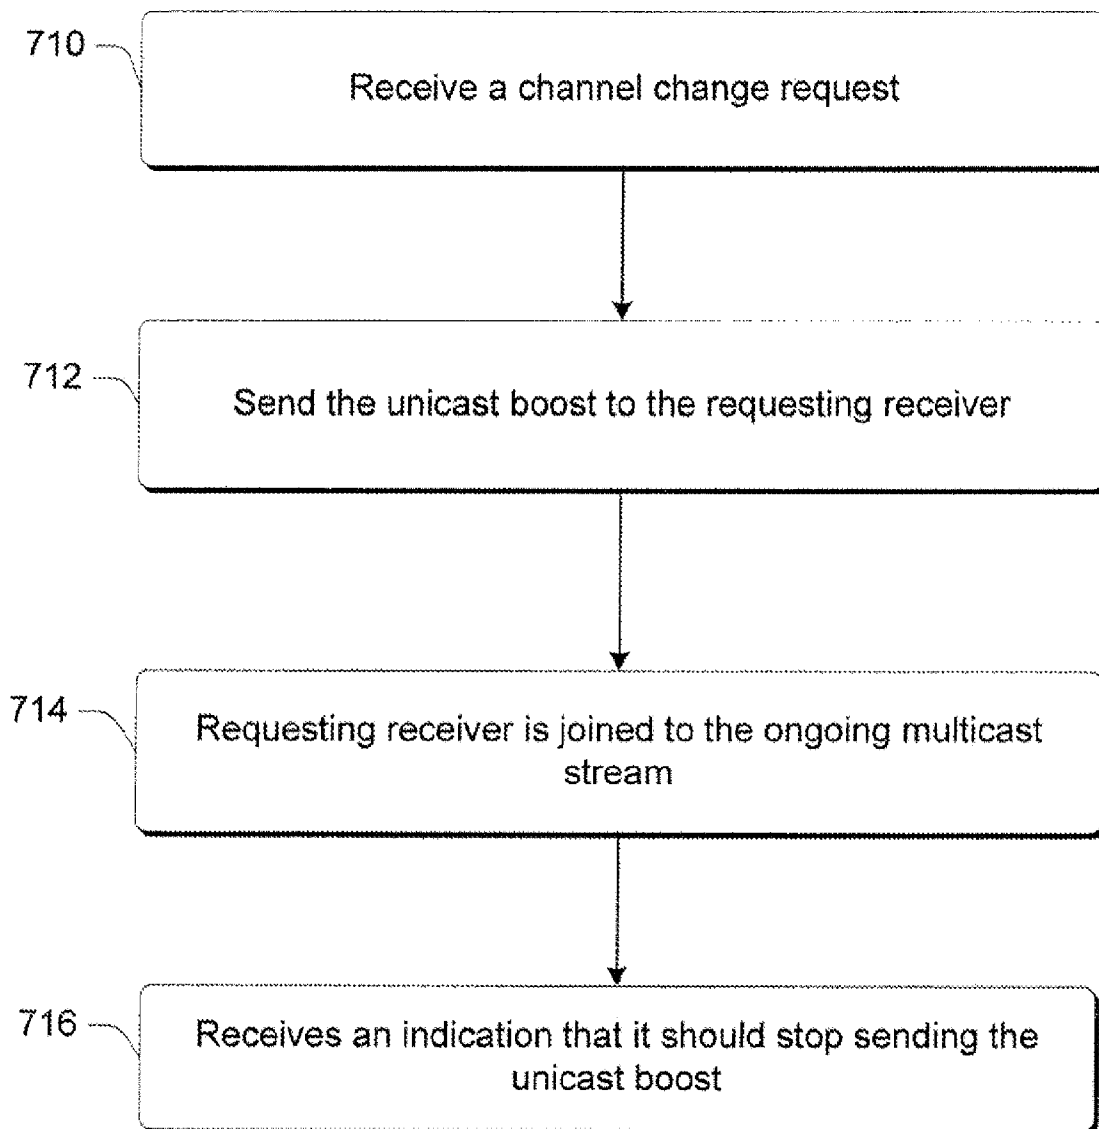 710
Receive a channel change request
712
Send the unicast boost to the requesting receiver
714
Requesting receiver is joined to the ongoing multicast
stream
716
Receives an indication that it should stop sending the
unicast boost